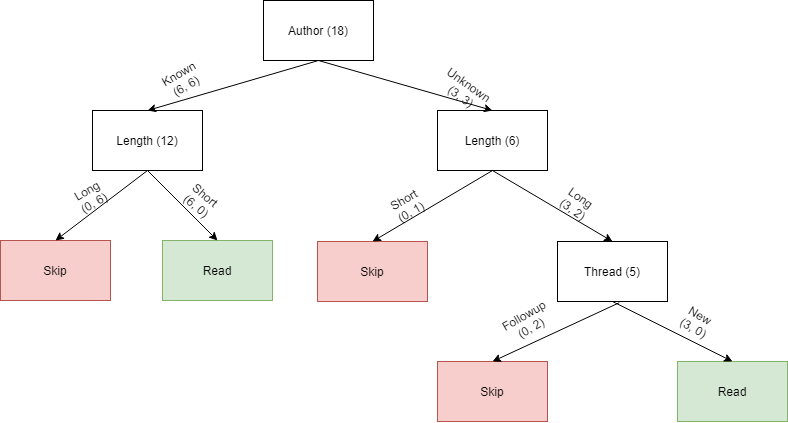 Author (18)
Known
(6, 6)
Unknown
(3, 3)
Length (12)
Length (6)
Long
(0, 6)
Short
(6, 0)
Short
(0, 1)
Long
(3, 2)
Skip
Read
Skip
Thread (5)
Followup
(0, 2)
New
(3, 0)
Skip
Read